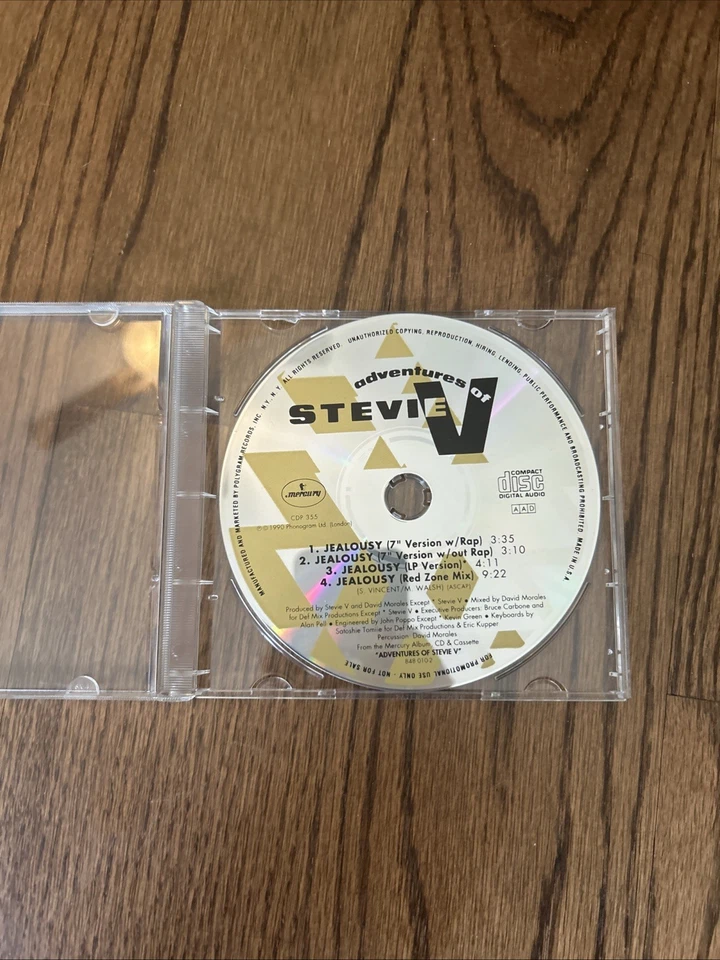 adventures of
STEVIE V
mercury
CDP 355
℗ © 1990 Phonogram Ltd. (London)
COMPACT
disc
DIGITAL AUDIO
AAD
1. JEALOUSY (7" Version w/Rap) 3:35
2. JEALOUSY (7" Version w/out Rap) 3:10
3. JEALOUSY (LP Version)* 4:11
4. JEALOUSY (Red Zone Mix) 9:22
(S. VINCENT/M. WALSH) (ASCAP)
Produced by Stevie V and David Morales Except * Stevie V • Mixed by David Morales
for Def Mix Productions Except * Stevie V • Executive Producers: Bruce Carbone and
Alan Pell • Engineered by John Poppo Except * Kevin Green • Keyboards by
Satoshie Tomiie for Def Mix Productions & Eric Kupper
Percussion: David Morales
From the Mercury Album, CD & Cassette
"ADVENTURES OF STEVIE V"
848 010-2
MANUFACTURED AND MARKETED BY POLYGRAM RECORDS, INC. N.Y., N.Y. ALL RIGHTS RESERVED. UNAUTHORIZED COPYING, REPRODUCTION, HIRING, LENDING, PUBLIC PERFORMANCE AND BROADCASTING PROHIBITED. MADE IN U.S.A.
FOR PROMOTIONAL USE ONLY - NOT FOR SALE